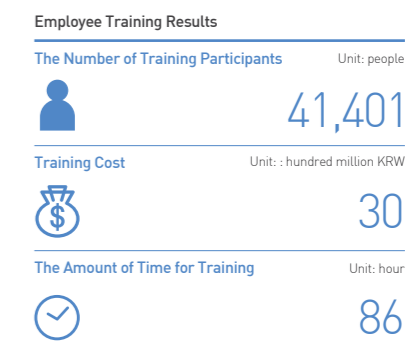 Employee Training Results
The Number of Training Participants Unit: people
41,401
Training Cost Unit: : hundred million KRW
$
30
The Amount of Time for Training Unit: hour
86